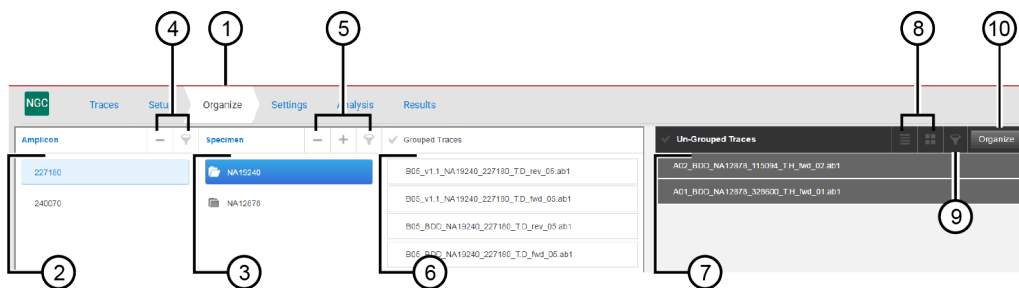 4 1 5 8 10
NGC Traces Setu Organize Settings nalysis Results
Amplicon Specimen Grouped Traces Un-Grouped Traces Organize
227180 NA19240 B05_v1.1_NA19240_227180_T.D_rev_05.ab1 A02_BDD_NA12878_115094_T.H_fwd_02.ab1
240070 NA12878 B05_v1.1_NA19240_227180_T.D_fwd_05.ab1 A01_BDD_NA12878_328600_T.H_fwd_01.ab1
B05_BDD_NA19240_227180_T.D_rev_05.ab1
B05_BDD_NA19240_227180_T.D_fwd_05.ab1
9
2 3 6 7